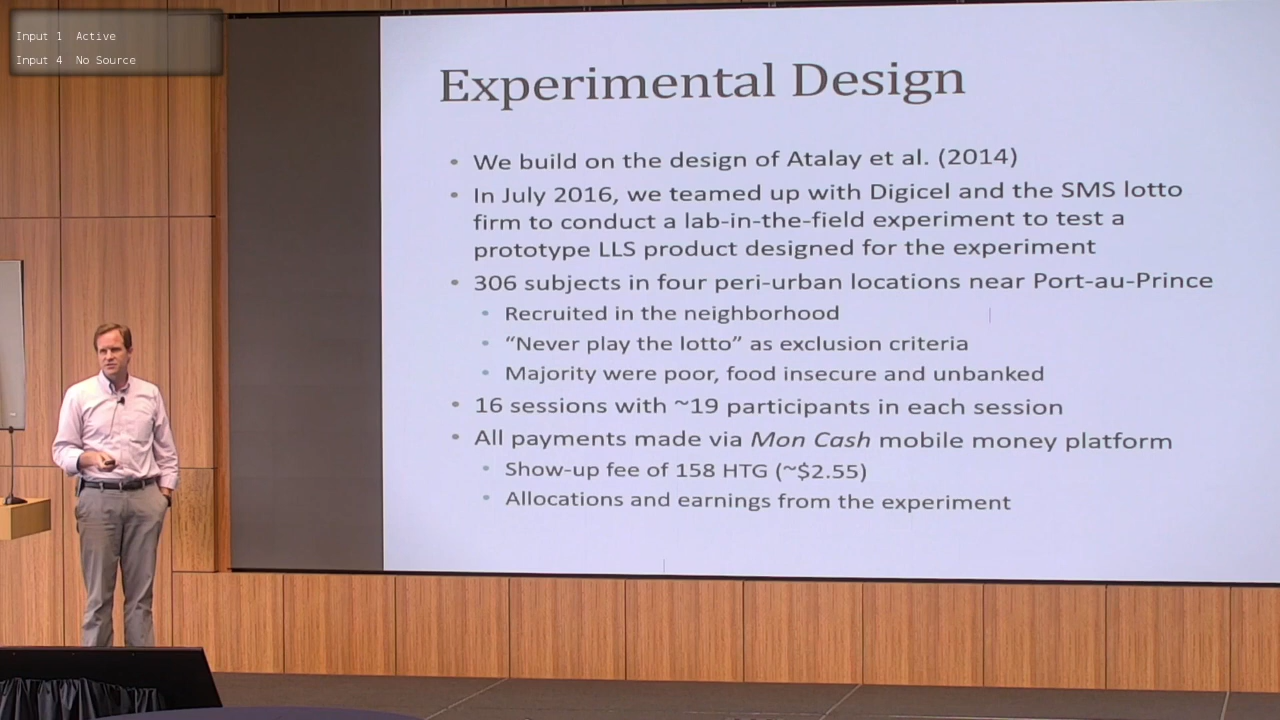 Input 1 Active
Input 4 No Source
Experimental Design
• We build on the design of Atalay et al. (2014)
• In July 2016, we teamed up with Digicel and the SMS lotto
firm to conduct a lab-in-the-field experiment to test a
prototype LLS product designed for the experiment
• 306 subjects in four peri-urban locations near Port-au-Prince
• Recruited in the neighborhood
• “Never play the lotto” as exclusion criteria
• Majority were poor, food insecure and unbanked
• 16 sessions with ~19 participants in each session
• All payments made via Mon Cash mobile money platform
• Show-up fee of 158 HTG (~$2.55)
• Allocations and earnings from the experiment